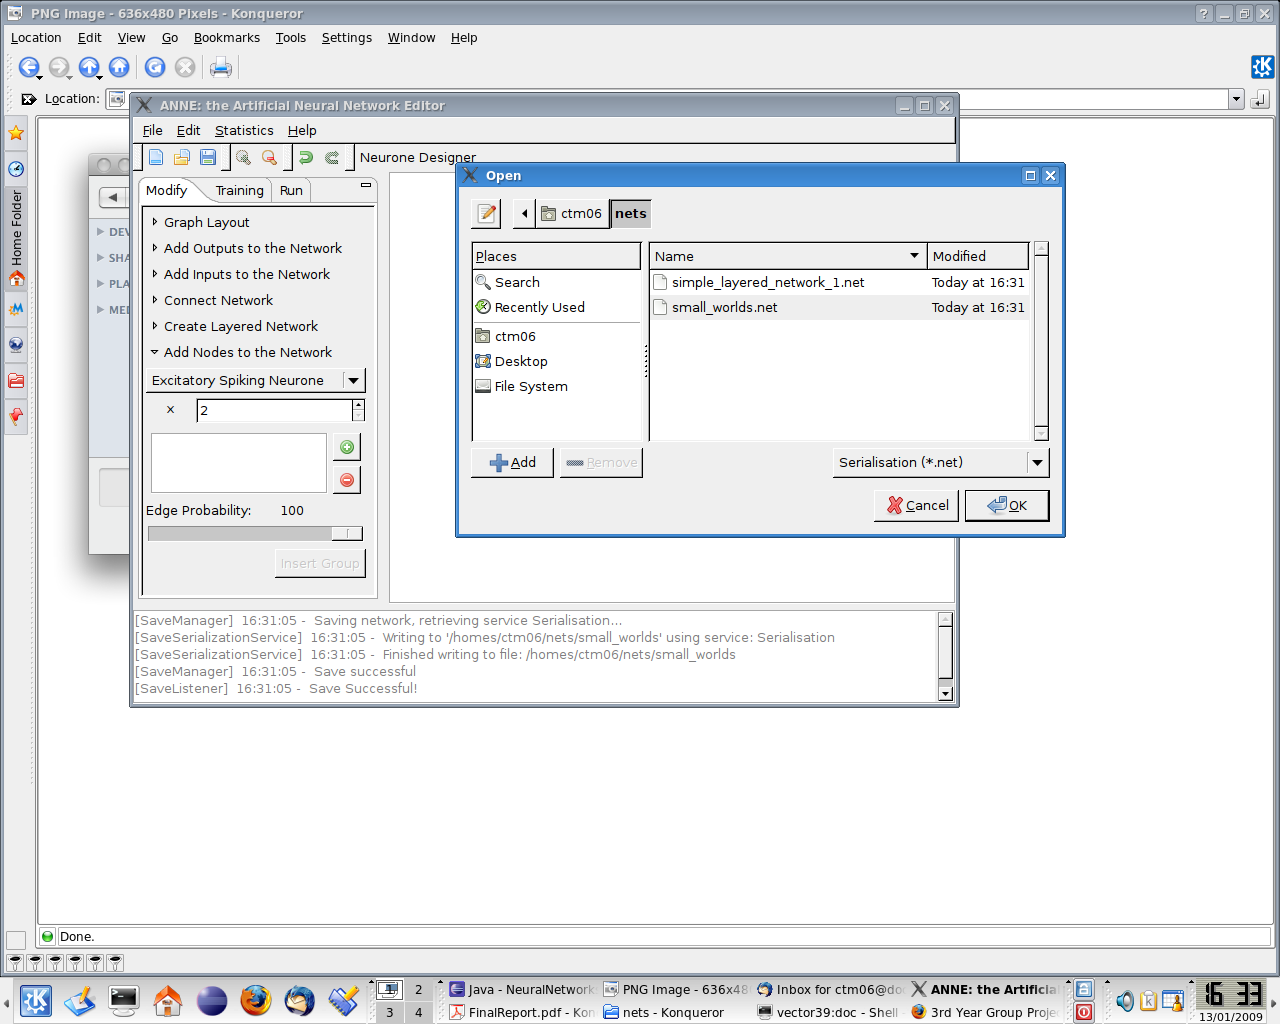 PNG Image - 636x480 Pixels - Konqueror
Location Edit View Go Bookmarks Tools Settings Window Help
Location:
ANNE: the Artificial Neural Network Editor
File Edit Statistics Help
Neurone Designer
Home Folder
DEV
SHA
PLA
Modify Training Run
Graph Layout
Add Outputs to the Network
Add Inputs to the Network
Connect Network
Create Layered Network
Add Nodes to the Network
Excitatory Spiking Neurone
x 2
Edge Probability: 100
Insert Group
Open
ctm06 nets
Places
Search
Recently Used
ctm06
Desktop
File System
Name Modified
simple_layered_network_1.net Today at 16:31
small_worlds.net Today at 16:31
Add Remove Serialisation (*.net)
Cancel OK
[SaveManager] 16:31:05 - Saving network, retrieving service Serialisation...
[SaveSerializationService] 16:31:05 - Writing to '/homes/ctm06/nets/small_worlds' using service: Serialisation
[SaveSerializationService] 16:31:05 - Finished writing to file: /homes/ctm06/nets/small_worlds
[SaveManager] 16:31:05 - Save successful
[SaveListener] 16:31:05 - Save Successful!
Done.
2 Java - NeuralNetwork PNG Image - 636x48 Inbox for ctm06@do ANNE: the Artificia 16 33
3 4 FinalReport.pdf - Kon nets - Konqueror vector39:doc - Shell 3rd Year Group Proje 13/01/2009